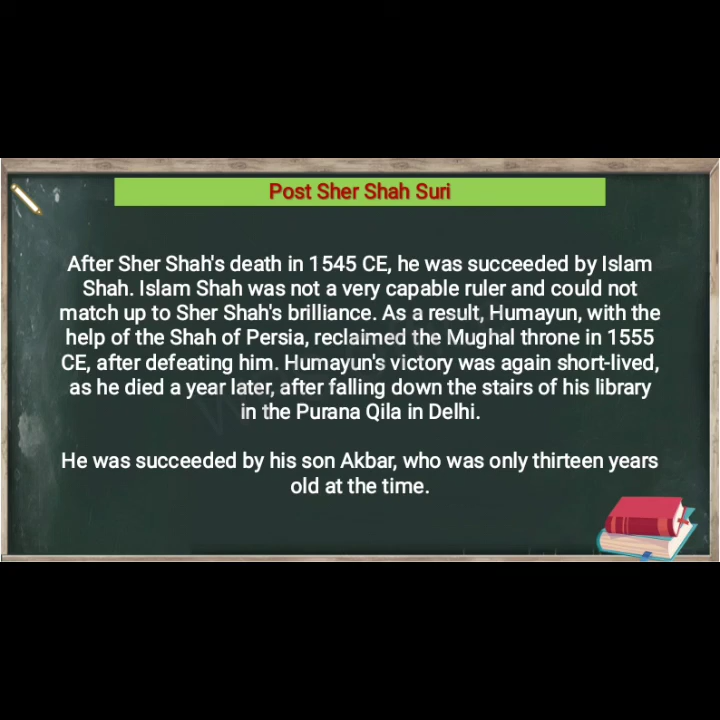 Post Sher Shah Suri
After Sher Shah's death in 1545 CE, he was succeeded by Islam
Shah. Islam Shah was not a very capable ruler and could not
match up to Sher Shah's brilliance. As a result, Humayun, with the
help of the Shah of Persia, reclaimed the Mughal throne in 1555
CE, after defeating him. Humayun's victory was again short-lived,
as he died a year later, after falling down the stairs of his library
in the Purana Qila in Delhi.
He was succeeded by his son Akbar, who was only thirteen years
old at the time.